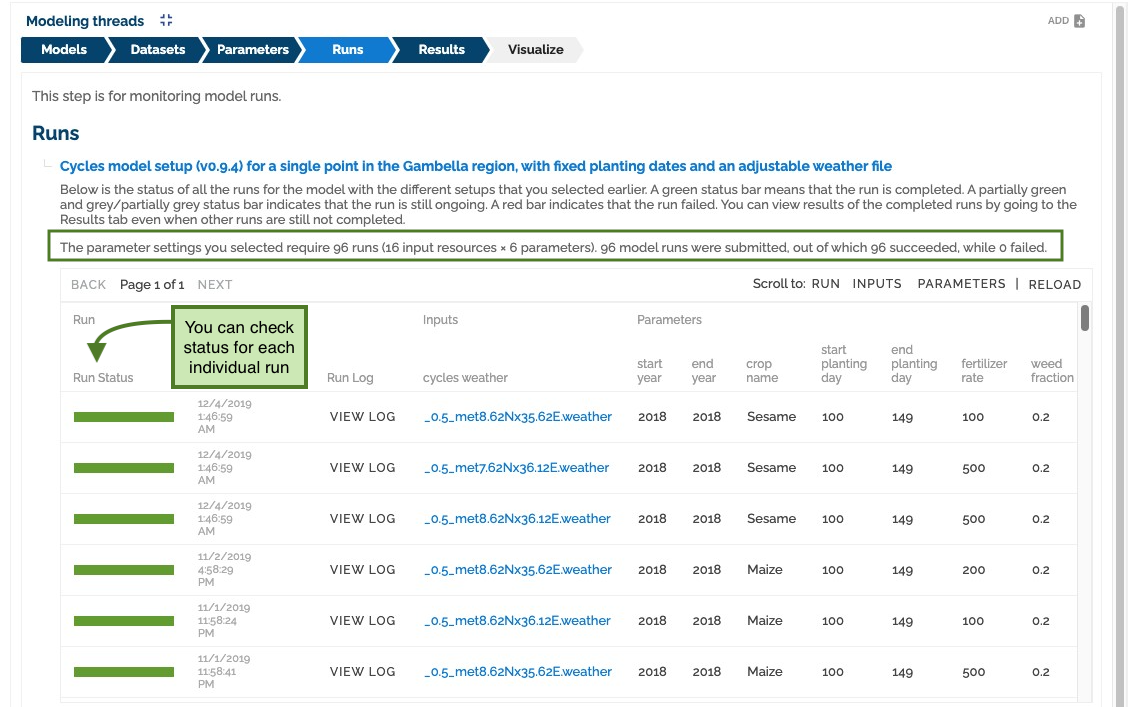 Modeling threads
ADD
Models Datasets Parameters Runs Results Visualize
This step is for monitoring model runs.
Runs
Cycles model setup (v0.9.4) for a single point in the Gambella region, with fixed planting dates and an adjustable weather file
Below is the status of all the runs for the model with the different setups that you selected earlier. A green status bar means that the run is completed. A partially green
and grey/partially grey status bar indicates that the run is still ongoing. A red bar indicates that the run failed. You can view results of the completed runs by going to the
Results tab even when other runs are still not completed.
The parameter settings you selected require 96 runs (16 input resources × 6 parameters). 96 model runs were submitted, out of which 96 succeeded, while 0 failed.
BACK Page 1 of 1 NEXT Scroll to: RUN INPUTS PARAMETERS | RELOAD
Run Inputs Parameters
You can check
status for each
individual run
start end crop start end fertilizer weed
year year name planting planting rate fraction
day day
Run Status Run Log cycles weather
12/4/2019
1:46:59
AM
VIEW LOG _0.5_met8.62Nx35.62E.weather 2018 2018 Sesame 100 149 100 0.2
12/4/2019
1:46:59
AM
VIEW LOG _0.5_met7.62Nx36.12E.weather 2018 2018 Sesame 100 149 500 0.2
12/4/2019
1:46:59
AM
VIEW LOG _0.5_met8.62Nx36.12E.weather 2018 2018 Sesame 100 149 500 0.2
11/2/2019
4:58:29
PM
VIEW LOG _0.5_met8.62Nx35.62E.weather 2018 2018 Maize 100 149 200 0.2
11/1/2019
11:58:24
PM
VIEW LOG _0.5_met8.62Nx36.12E.weather 2018 2018 Maize 100 149 100 0.2
11/1/2019
11:58:41
PM
VIEW LOG _0.5_met8.62Nx35.62E.weather 2018 2018 Maize 100 149 500 0.2